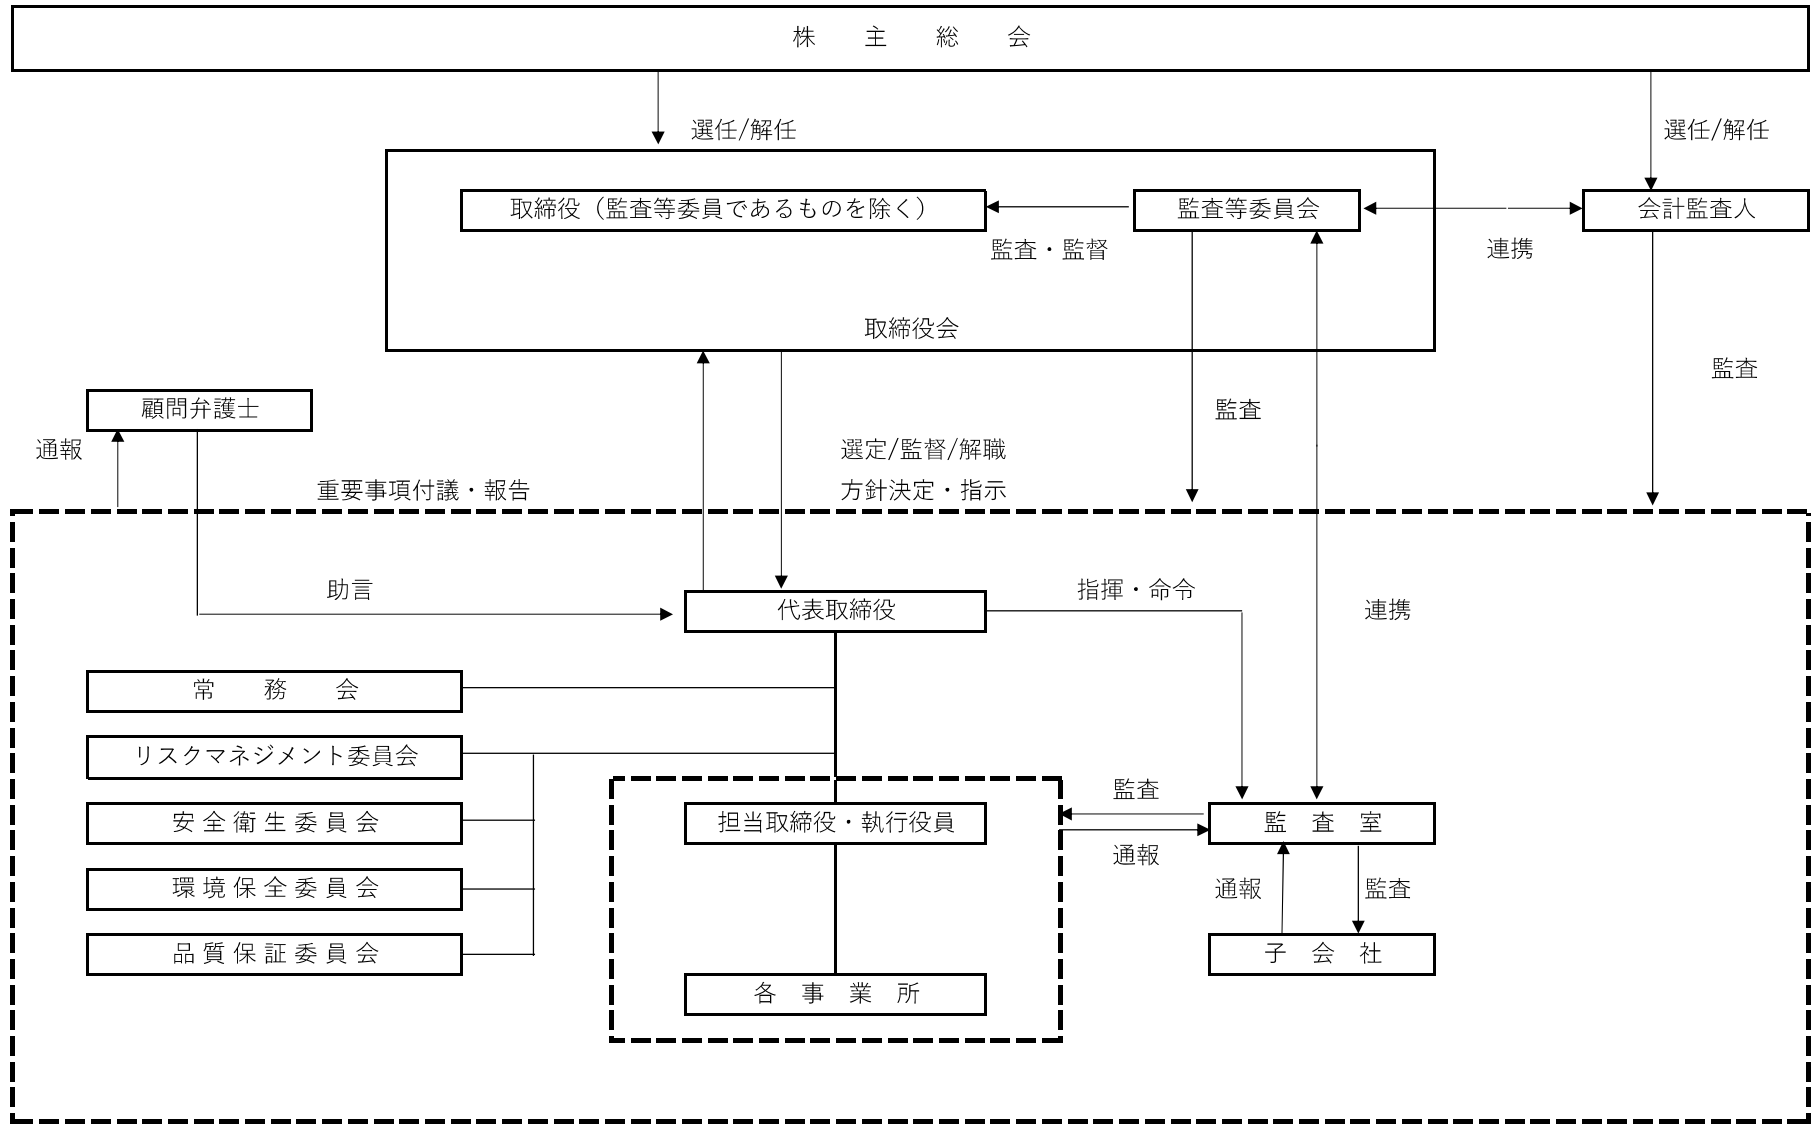 株主総会
選任/解任
選任/解任
取締役（監査等委員であるものを除く）
監査等委員会
会計監査人
監査・監督
連携
取締役会
監査
顧問弁護士
監査
通報
選定/監督/解職
重要事項付議・報告
方針決定・指示
助言
指揮・命令
代表取締役
連携
常務会
リスクマネジメント委員会
監査
安全衛生委員会
担当取締役・執行役員
監査室
通報
環境保全委員会
通報
監査
品質保証委員会
子会社
各事業所